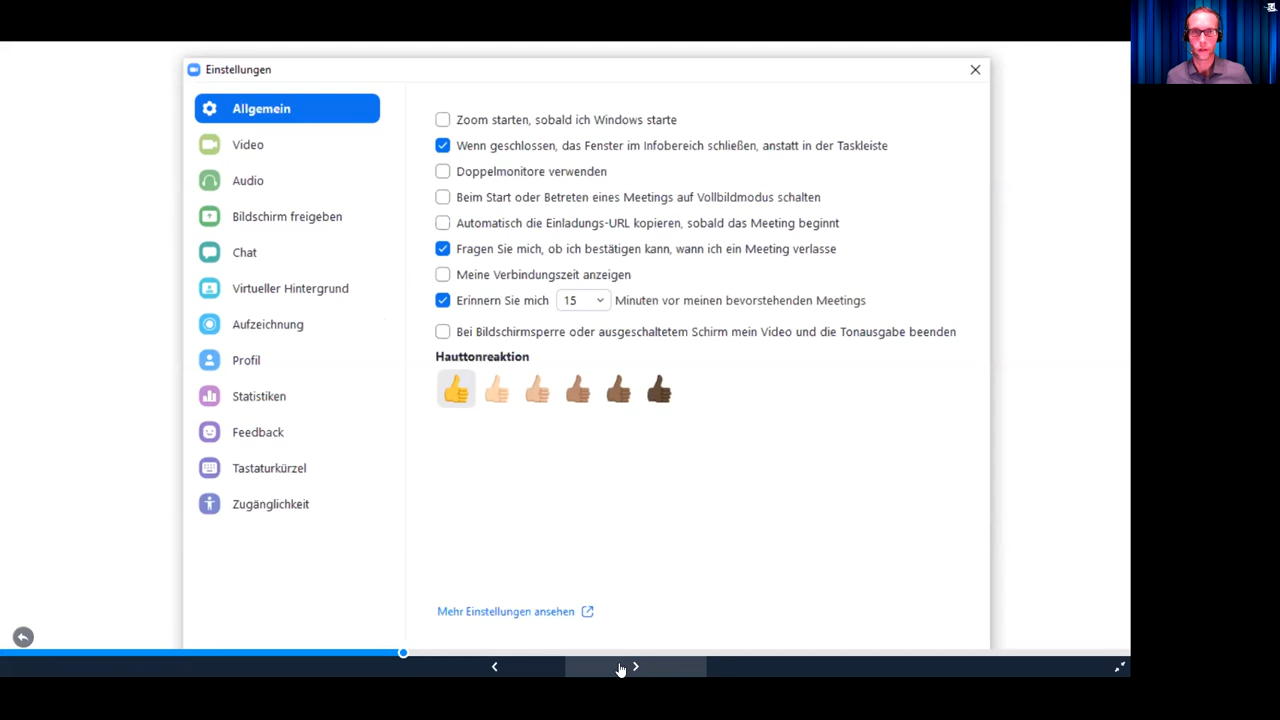 Einstellungen
Allgemein
Video
Audio
Bildschirm freigeben
Chat
Virtueller Hintergrund
Aufzeichnung
Profil
Statistiken
Feedback
Tastaturkürzel
Zugänglichkeit
Zoom starten, sobald ich Windows starte
Wenn geschlossen, das Fenster im Infobereich schließen, anstatt in der Taskleiste
Doppelmonitore verwenden
Beim Start oder Betreten eines Meetings auf Vollbildmodus schalten
Automatisch die Einladungs-URL kopieren, sobald das Meeting beginnt
Fragen Sie mich, ob ich bestätigen kann, wann ich ein Meeting verlasse
Meine Verbindungszeit anzeigen
Erinnern Sie mich 15 Minuten vor meinen bevorstehenden Meetings
Bei Bildschirmsperre oder ausgeschaltetem Schirm mein Video und die Tonausgabe beenden
Hauttonreaktion
Mehr Einstellungen ansehen